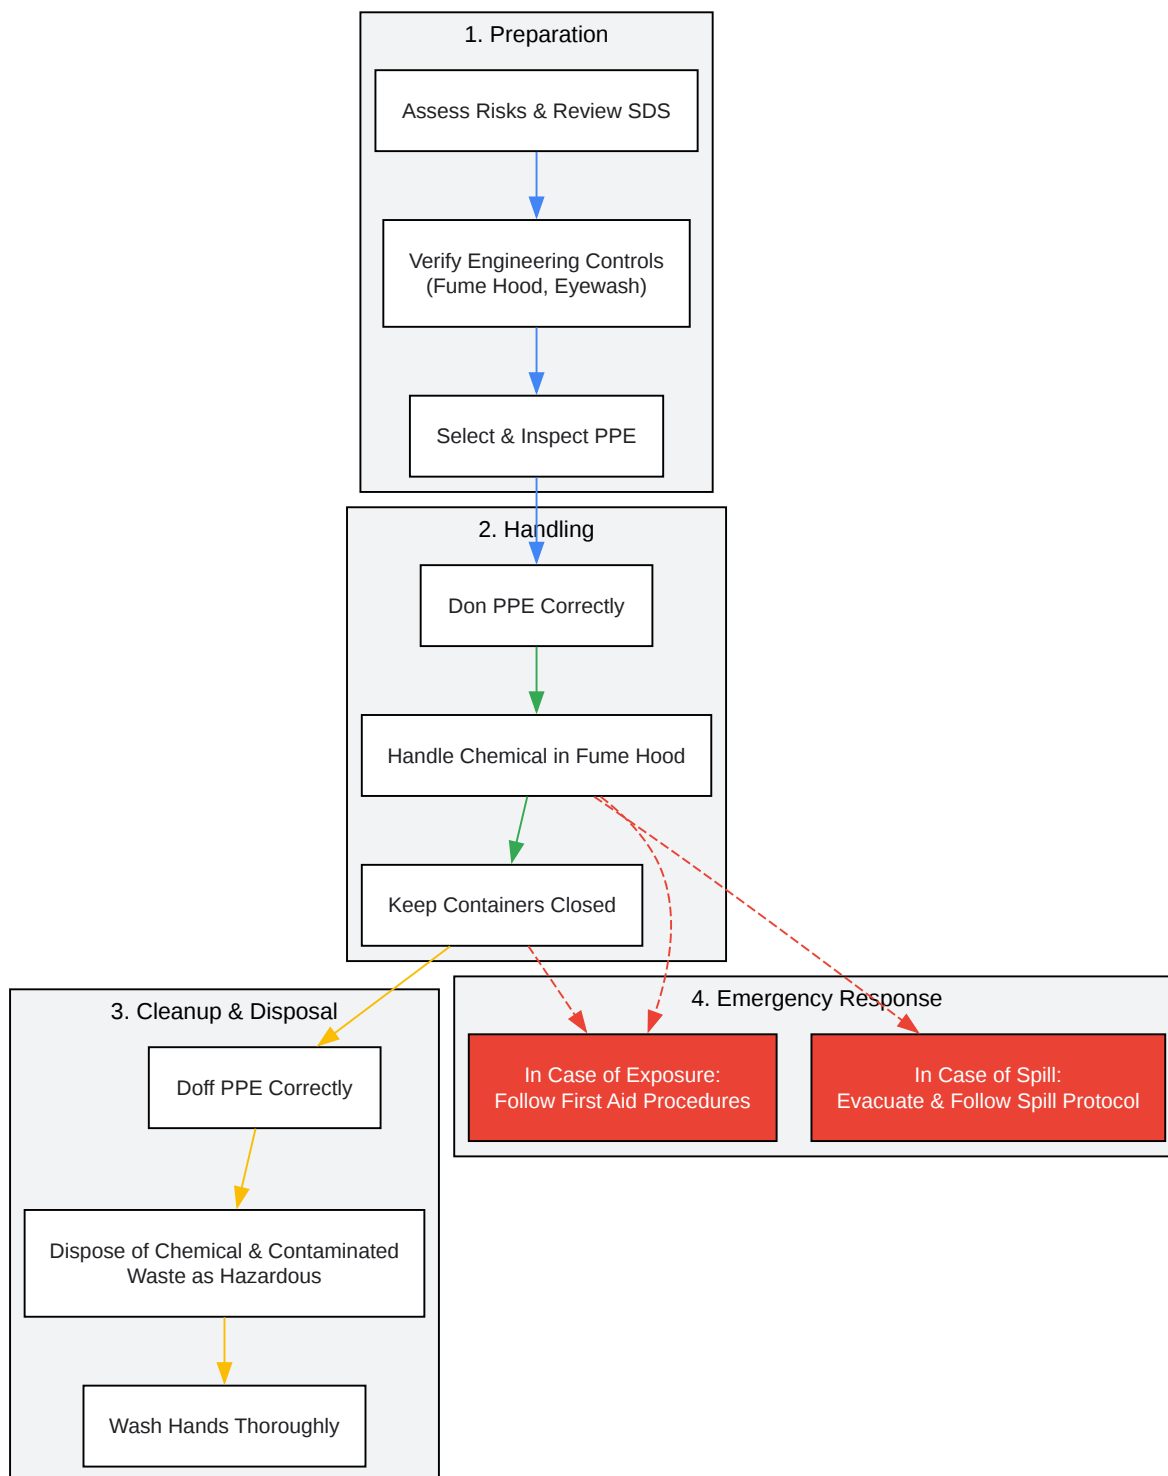 1. Preparation
Assess Risks & Review SDS
Verify Engineering Controls
(Fume Hood, Eyewash)
Select & Inspect PPE
2. Handling
Don PPE Correctly
Handle Chemical in Fume Hood
Keep Containers Closed
3. Cleanup & Disposal
Doff PPE Correctly
Dispose of Chemical & Contaminated
Waste as Hazardous
Wash Hands Thoroughly
4. Emergency Response
In Case of Exposure:
Follow First Aid Procedures
In Case of Spill:
Evacuate & Follow Spill Protocol